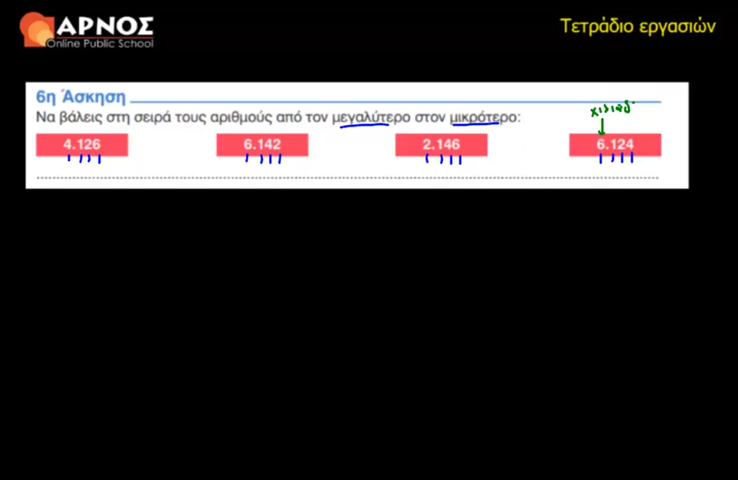 ΑΡΝΟΣ
Online Public School
Τετράδιο εργασιών
6η Άσκηση
Να βάλεις στη σειρά τους αριθμούς από τον μεγαλύτερο στον μικρότερο:
χιλιαδ.
4.126 6.142 2.146 6.124